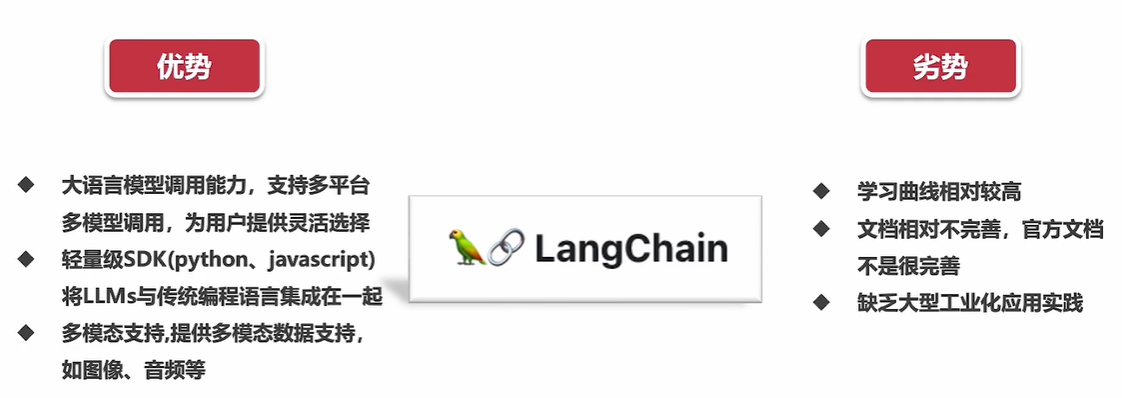 优势
大语言模型调用能力，支持多平台
多模型调用，为用户提供灵活选择
轻量级SDK(python、javascript)
将LLMs与传统编程语言集成在一起
多模态支持,提供多模态数据支持，
如图像、音频等
LangChain
劣势
学习曲线相对较高
文档相对不完善，官方文档
不是很完善
缺乏大型工业化应用实践